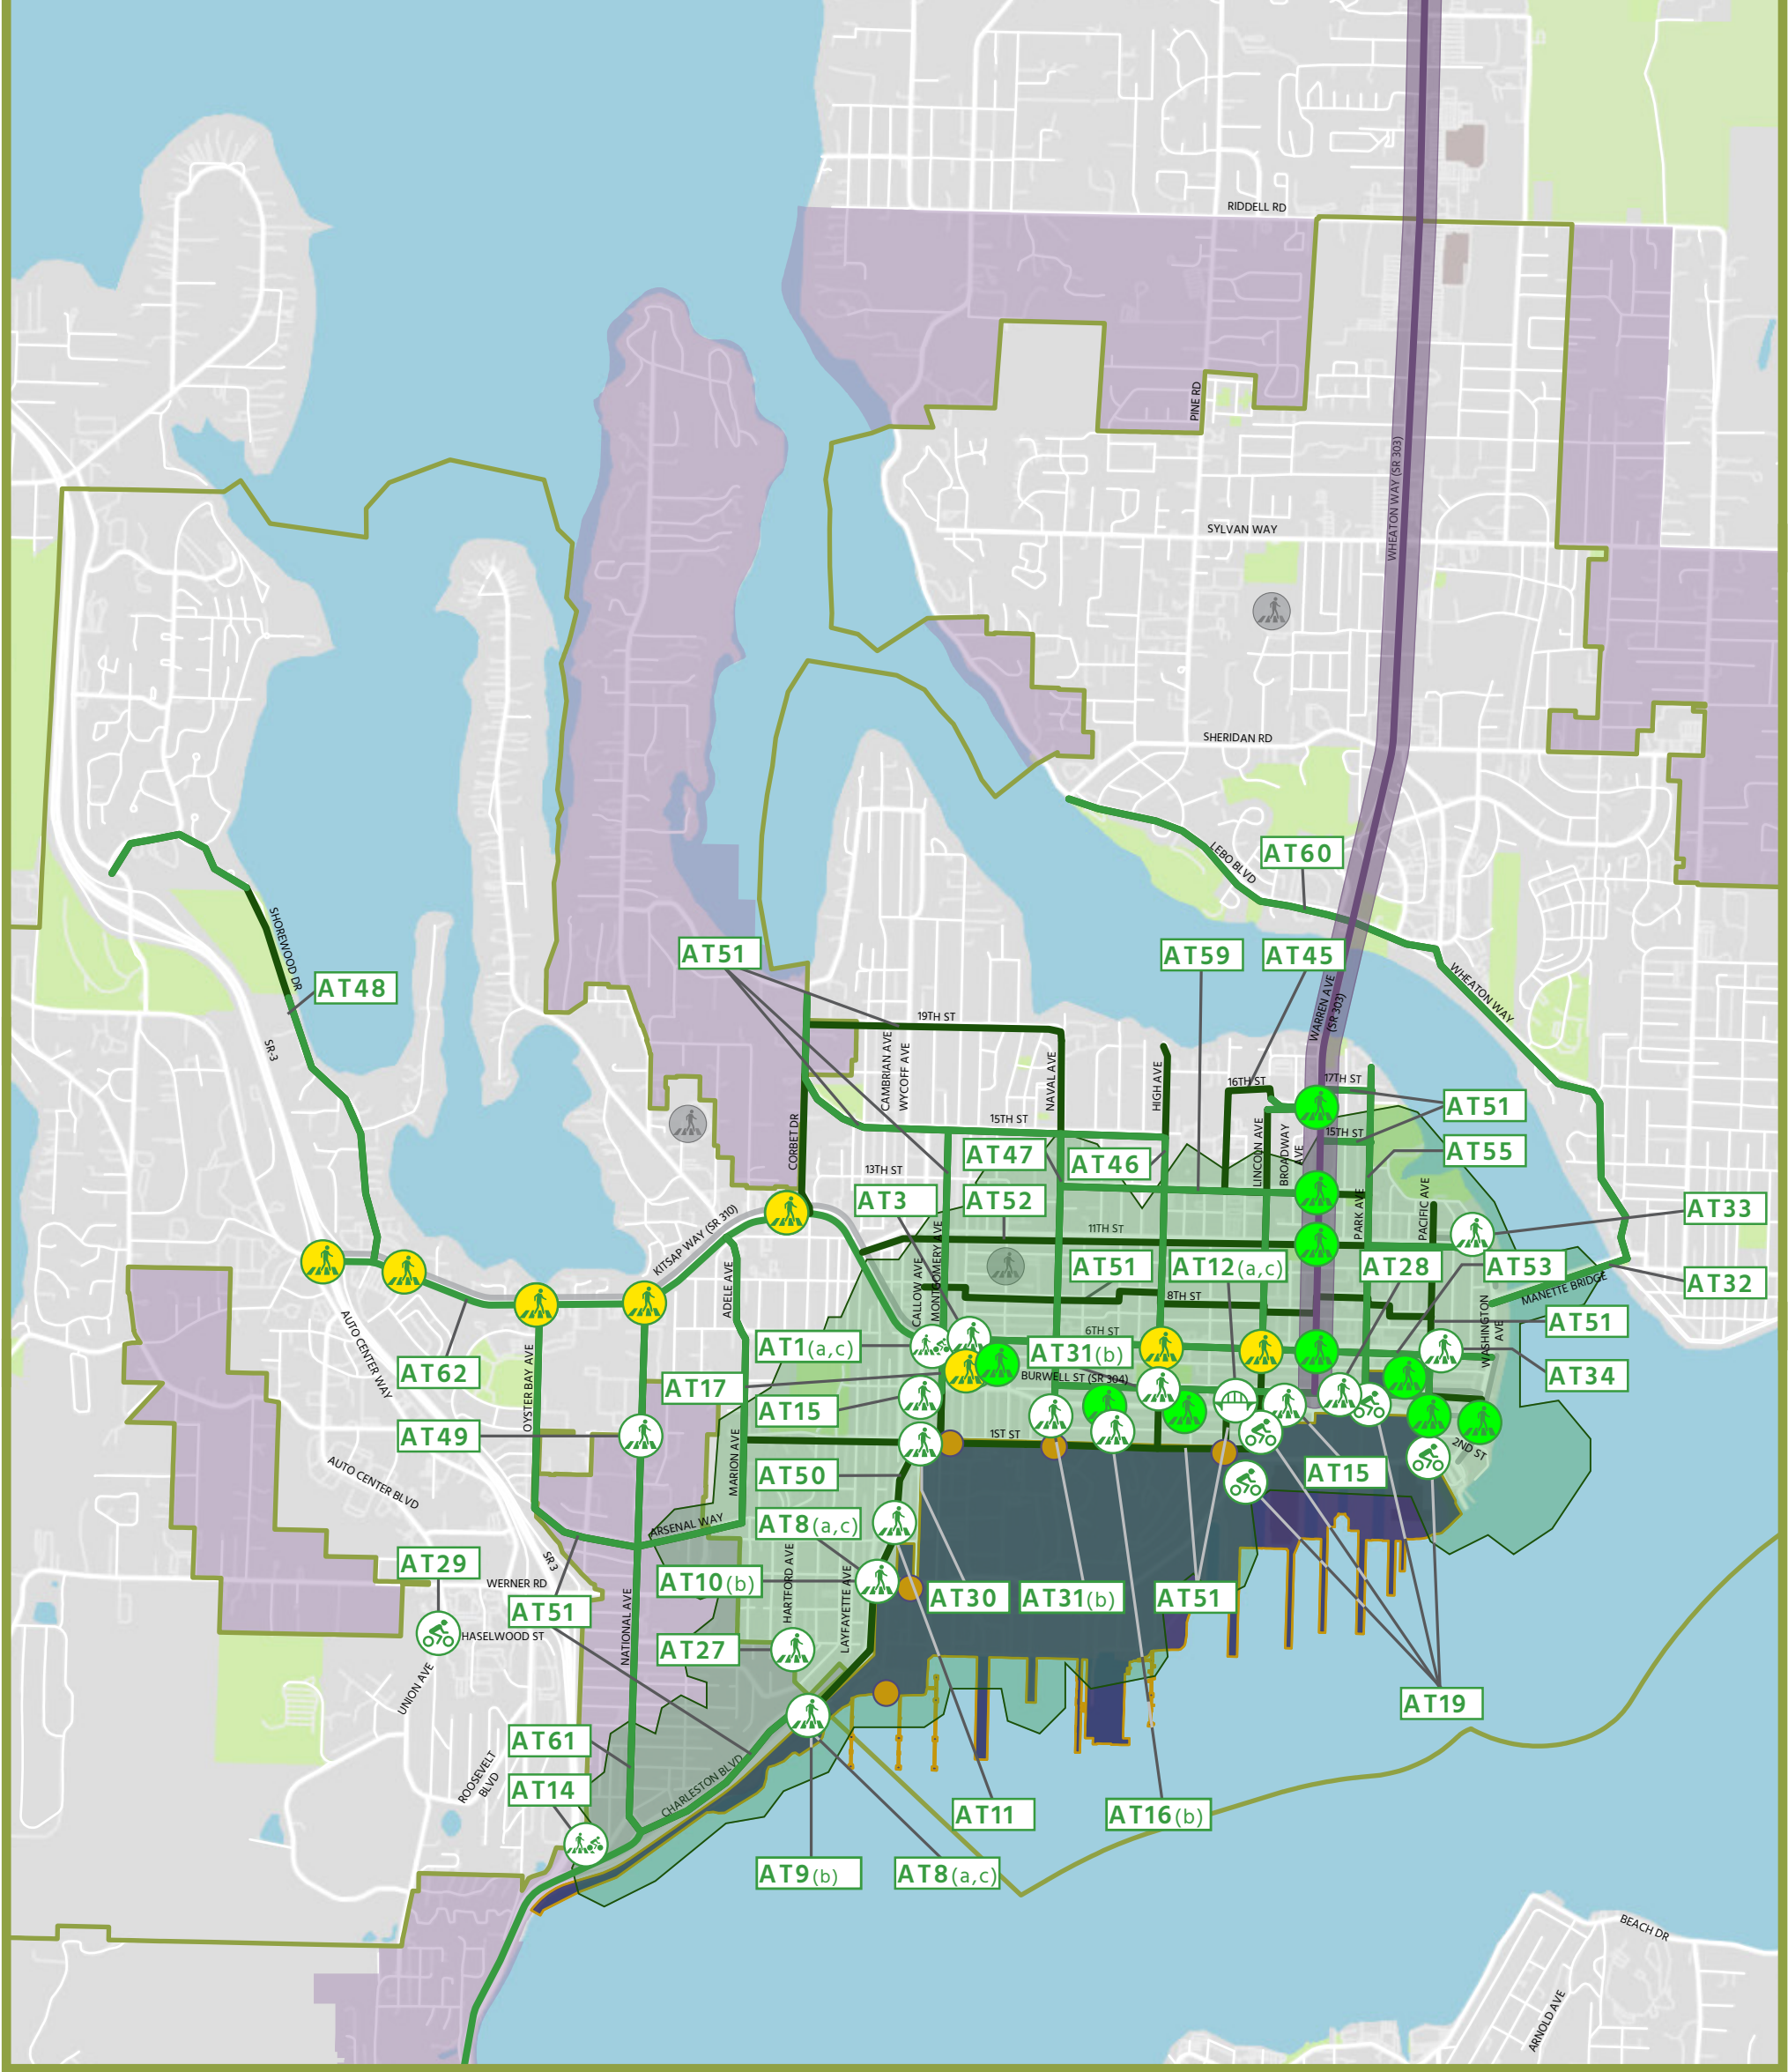 RIDDELL RD
PINE RD
WHEATON WAY (SR 303)
SYLVAN WAY
SHERIDAN RD
LEBO BLVD
AT60
SHOREWOOD DR
AT48
SR-3
AT51
AT59
AT45
WHEATON WAY
WARREN AVE
(SR 303)
19TH ST
CAMBRIAN AVE
WYCOFF AVE
NAVAL AVE
HIGH AVE
16TH ST
17TH ST
AT51
15TH ST
15TH ST
CORBET DR
LINCOLN AVE
BROADWAY
AVE
AT47
AT46
AT55
13TH ST
AT3
AT52
PARK AVE
PACIFIC AVE
AT33
11TH ST
KITSAP WAY (SR 310)
ADELE AVE
CALLOW AVE
MONTGOMERY AVE
AT51
AT12(a,c)
AT28
AT53
AT32
MANETTE BRIDGE
8TH ST
WASHINGTON
AVE
AT51
AUTO CENTER WAY
AT62
OYSTER BAY AVE
AT1(a,c)
6TH ST
AT31(b)
AT34
BURWELL ST (SR 304)
AT17
AT15
AT49
1ST ST
2ND ST
MARION AVE
AUTO CENTER BLVD
AT50
AT15
AT8(a,c)
ARSENAL WAY
AT29
SR 3
WERNER RD
AT10(b)
HARTFORD AVE
LAYFAYETTE AVE
AT30
AT31(b)
AT51
AT51
HASELWOOD ST
NATIONAL AVE
AT27
UNION AVE
AT19
AT61
ROOSEVELT
BLVD
CHARLESTON BLVD
AT14
AT11
AT16(b)
AT9(b)
AT8(a,c)
BEACH DR
ARNOLD AVE